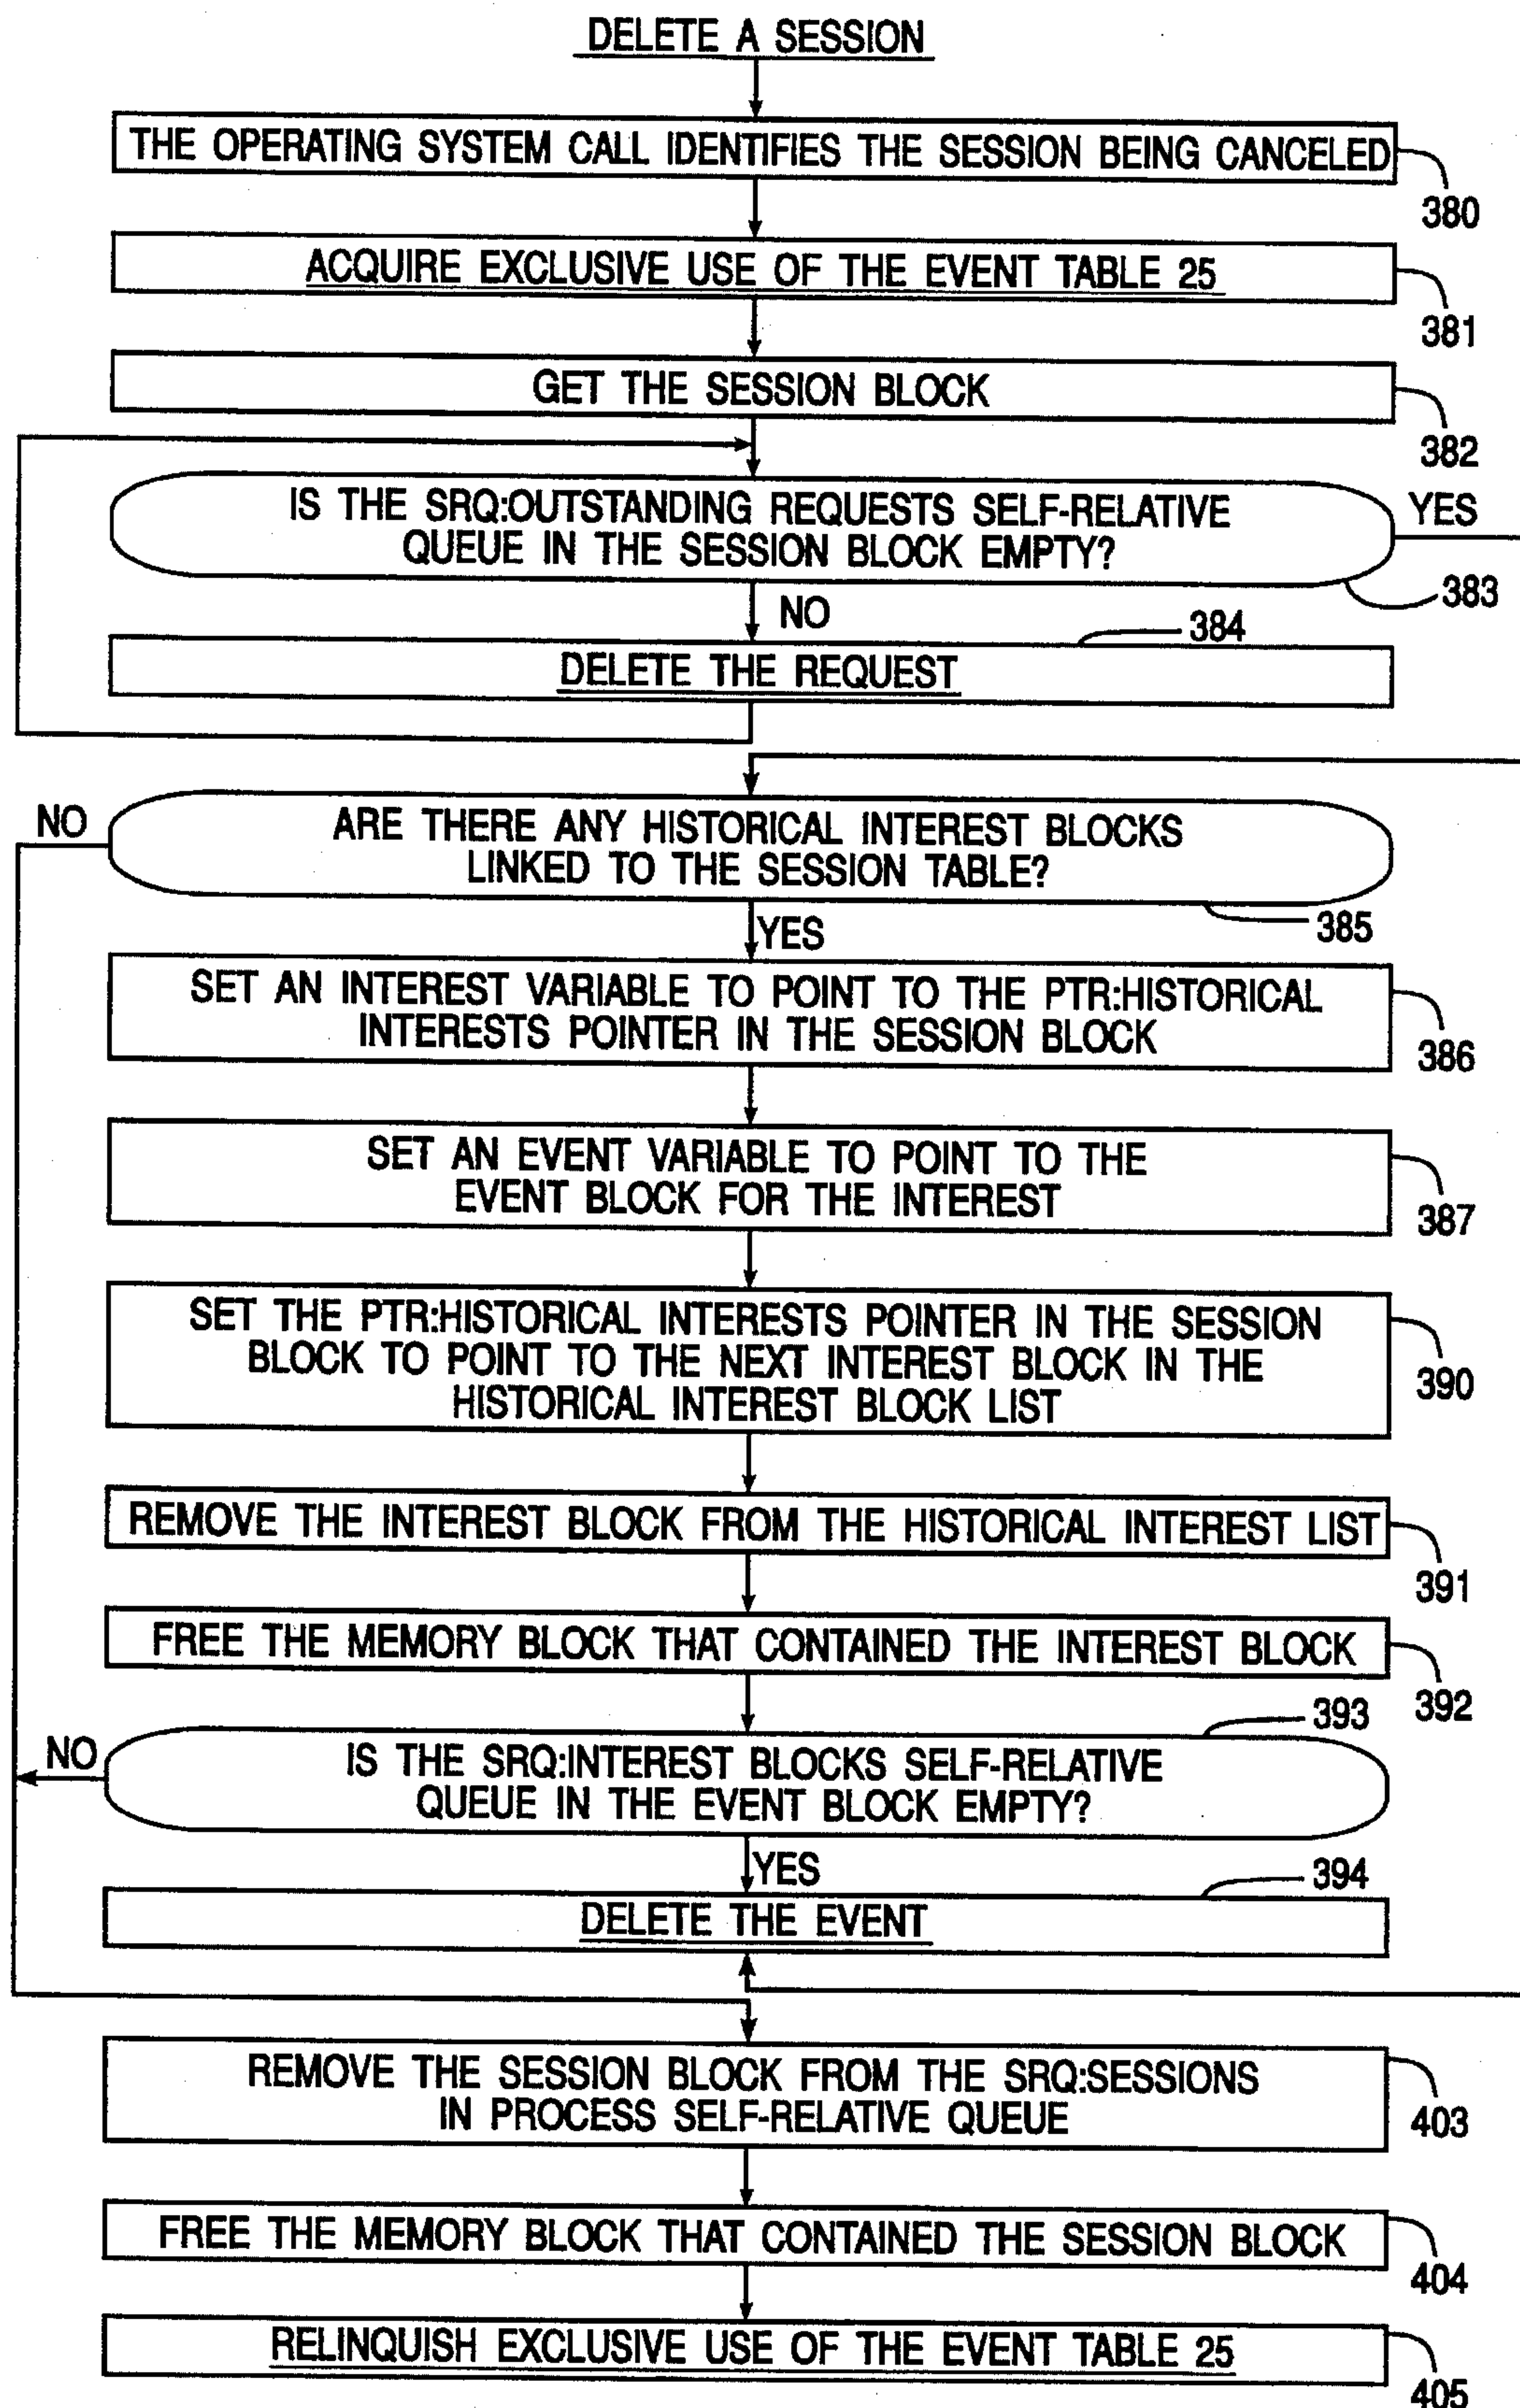 DELETE A SESSION
THE OPERATING SYSTEM CALL IDENTIFIES THE SESSION BEING CANCELED
380
ACQUIRE EXCLUSIVE USE OF THE EVENT TABLE 25
381
GET THE SESSION BLOCK
382
IS THE SRQ:OUTSTANDING REQUESTS SELF-RELATIVE
QUEUE IN THE SESSION BLOCK EMPTY?
YES
383
NO
384
DELETE THE REQUEST
NO
ARE THERE ANY HISTORICAL INTEREST BLOCKS
LINKED TO THE SESSION TABLE?
385
YES
SET AN INTEREST VARIABLE TO POINT TO THE PTR:HISTORICAL
INTERESTS POINTER IN THE SESSION BLOCK
386
SET AN EVENT VARIABLE TO POINT TO THE
EVENT BLOCK FOR THE INTEREST
387
SET THE PTR:HISTORICAL INTERESTS POINTER IN THE SESSION
BLOCK TO POINT TO THE NEXT INTEREST BLOCK IN THE
HISTORICAL INTEREST BLOCK LIST
390
REMOVE THE INTEREST BLOCK FROM THE HISTORICAL INTEREST LIST
391
FREE THE MEMORY BLOCK THAT CONTAINED THE INTEREST BLOCK
392
393
NO
IS THE SRQ:INTEREST BLOCKS SELF-RELATIVE
QUEUE IN THE EVENT BLOCK EMPTY?
YES
394
DELETE THE EVENT
REMOVE THE SESSION BLOCK FROM THE SRQ:SESSIONS
IN PROCESS SELF-RELATIVE QUEUE
403
FREE THE MEMORY BLOCK THAT CONTAINED THE SESSION BLOCK
404
RELINQUISH EXCLUSIVE USE OF THE EVENT TABLE 25
405